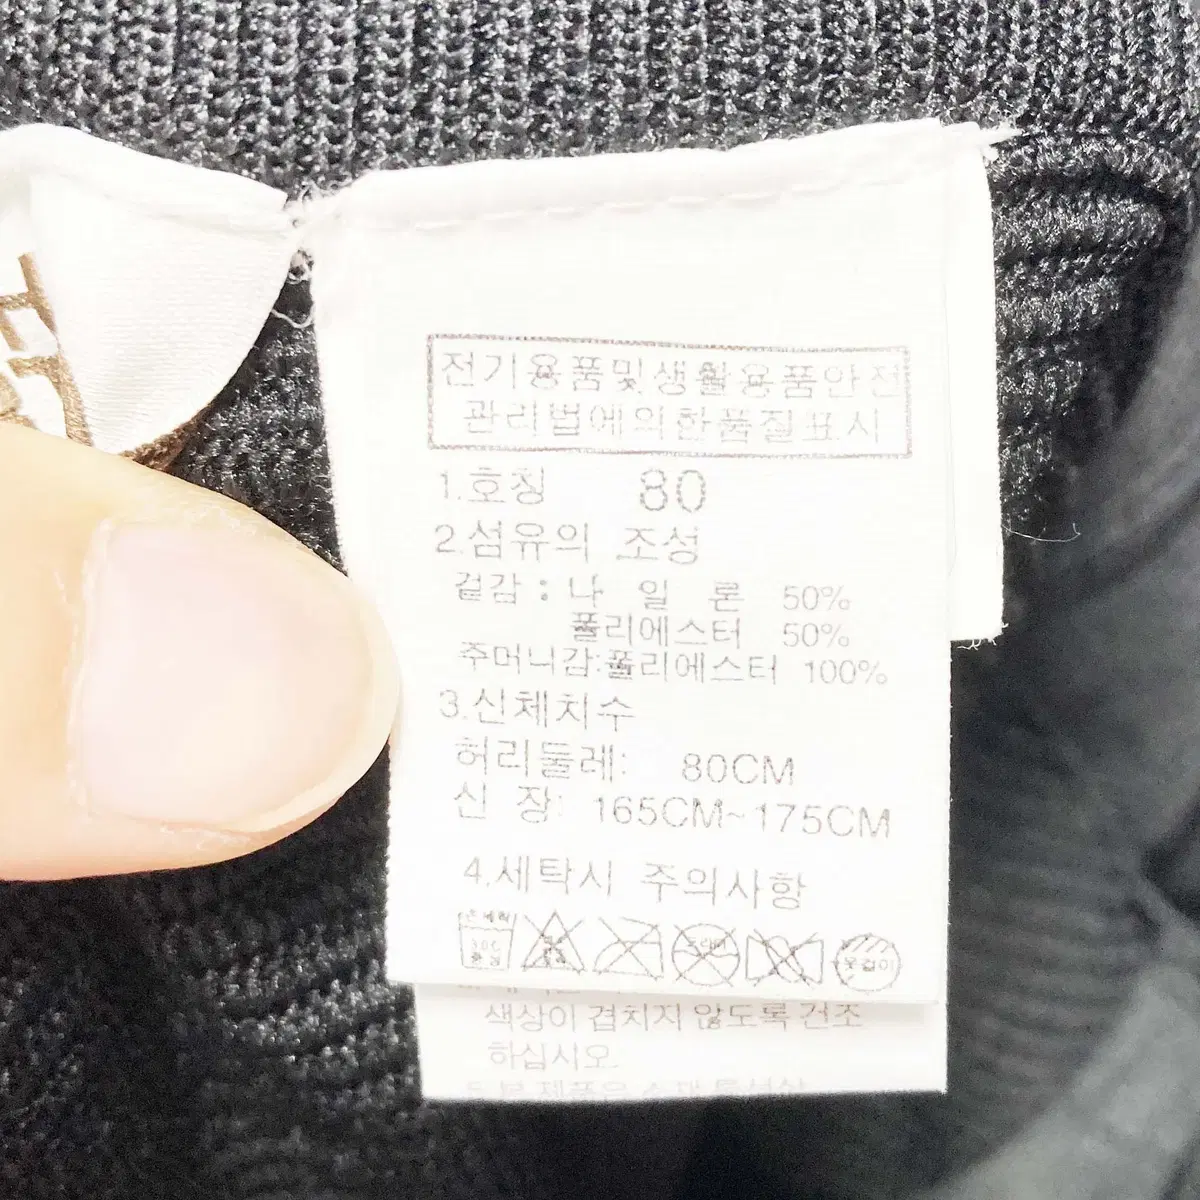 전기용품및생활용품안전
관리법에의한품질표시
1.호칭 80
2.섬유의 조성
겉감 : 나 일 론 50%
폴리에스터 50%
주머니감:폴리에스터 100%
3.신체치수
허리둘레: 80CM
신 장: 165CM~175CM
4.세탁시 주의사항
손세탁
30℃
중성
옷걸이
색상이 겹치지 않도록 건조
하십시오.